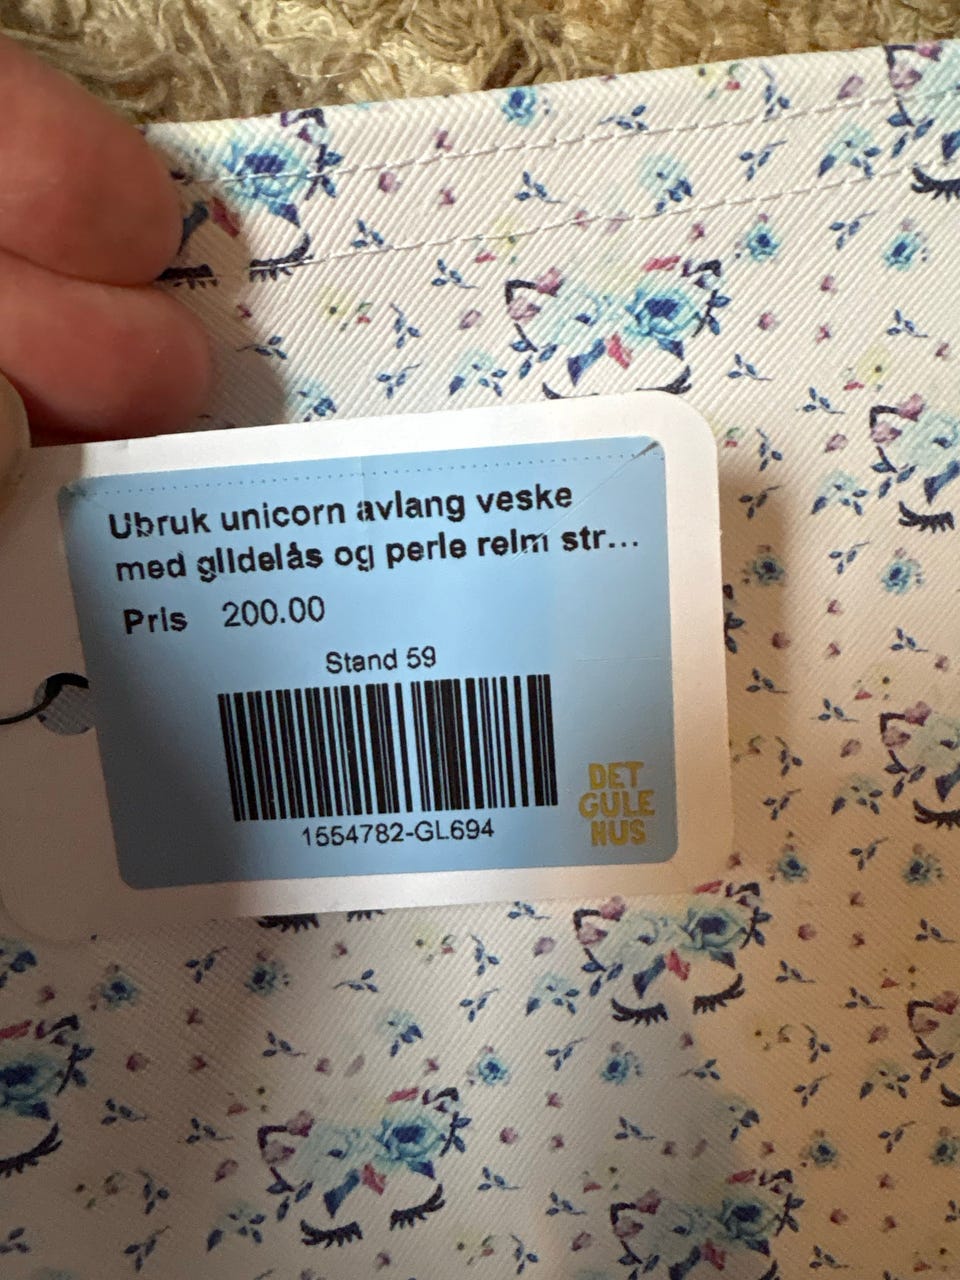 Ubruk unicorn avlang veske
med glidelås og perle reim str...
Pris 200.00
Stand 59
1554782-GL694
DET
GULE
HUS